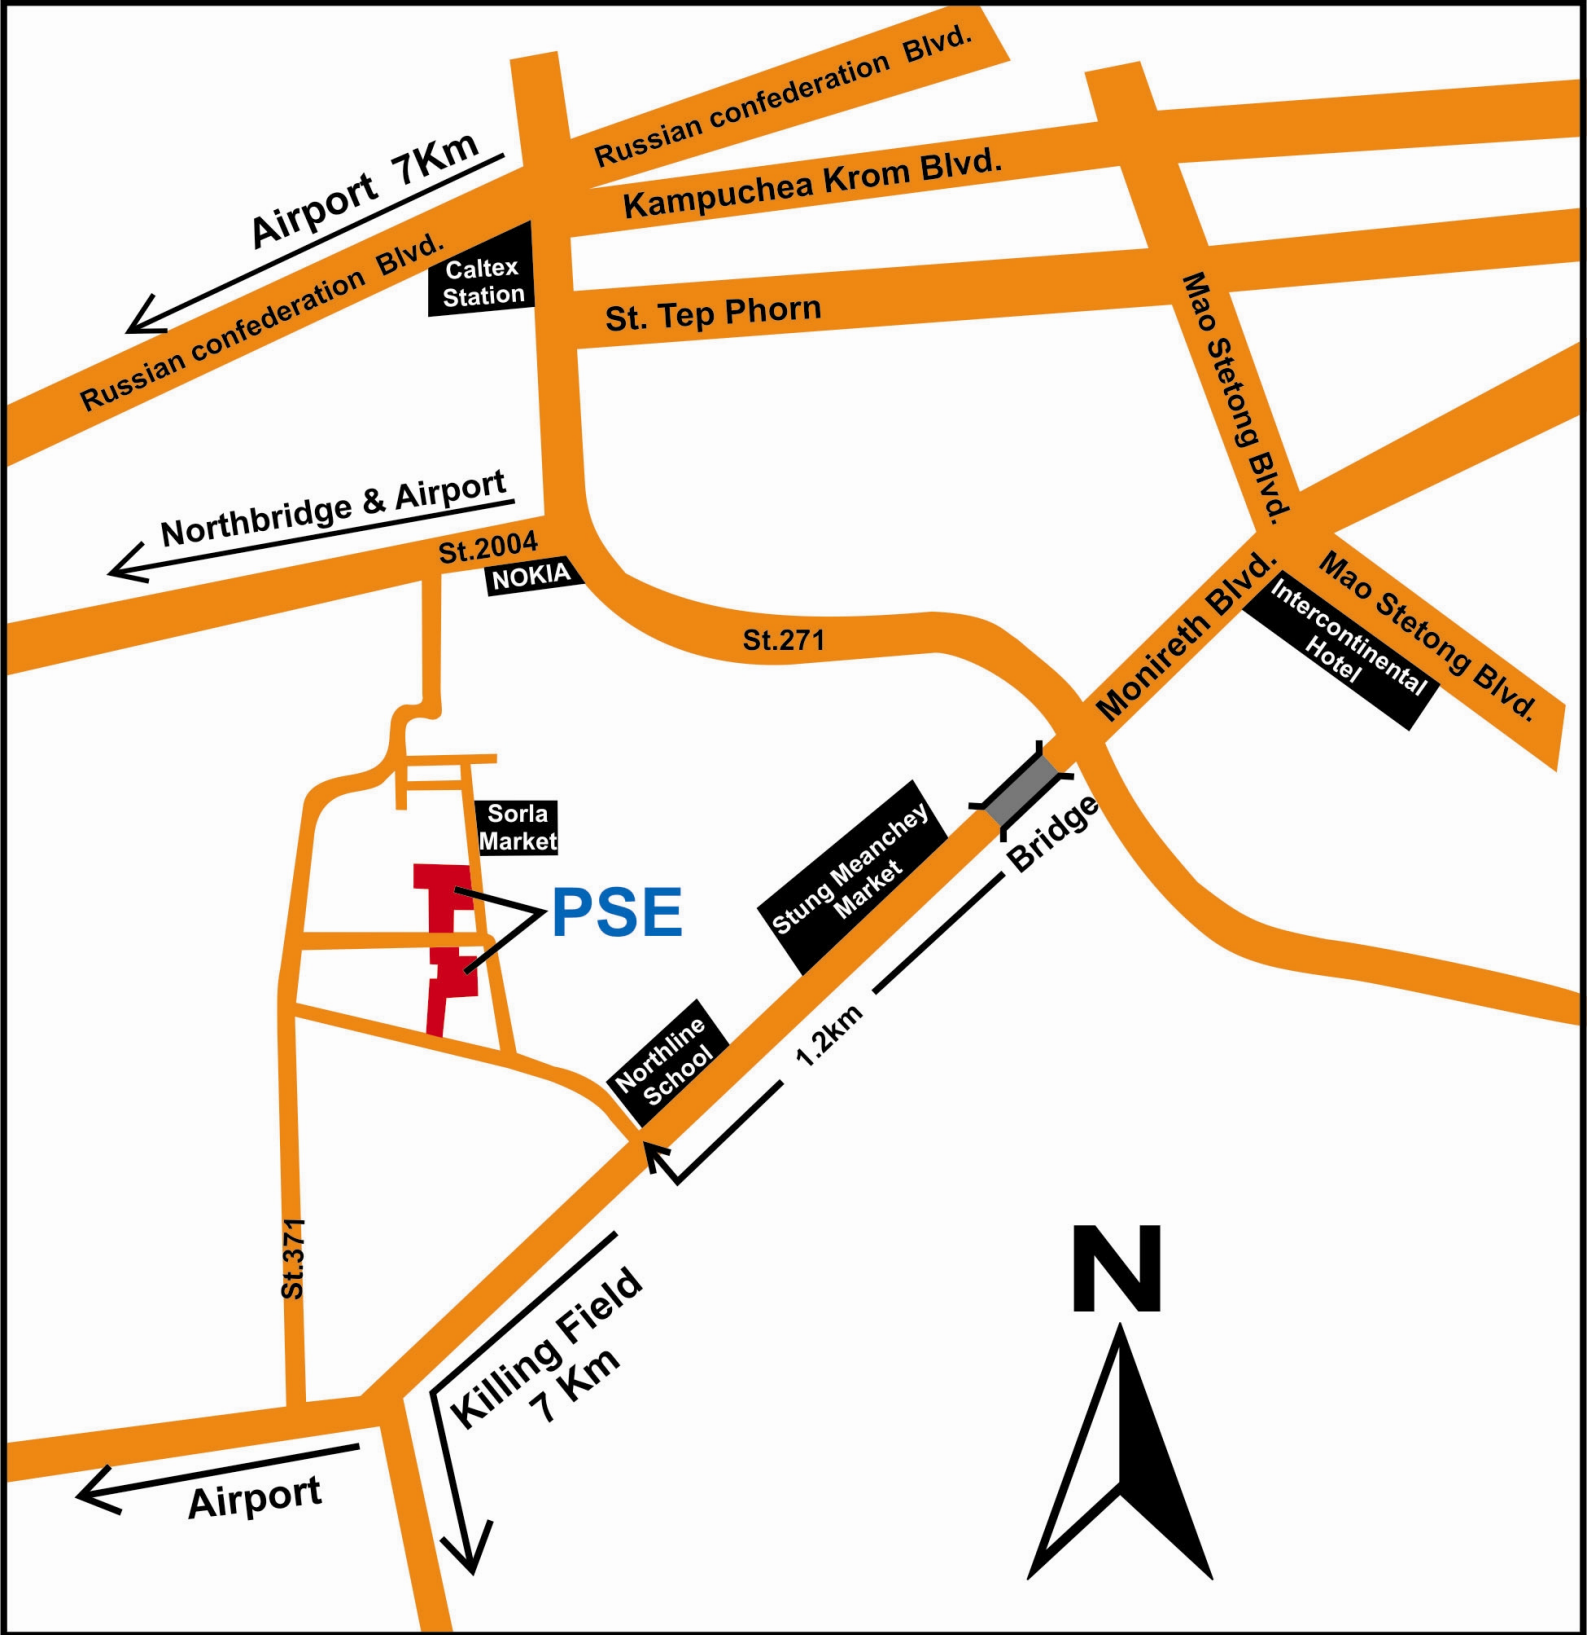 Russian confederation Blvd.
Airport 7Km
Kampuchea Krom Blvd.
Russian confederation Blvd.
Caltex
Station
St. Tep Phorn
Mao Stetong Blvd.
Northbridge & Airport
St.2004
NOKIA
St.271
Monireth Blvd.
Mao Stetong Blvd.
Intercontinental
Hotel
Sorla
Market
Bridge
Stung Meanchey
Market
PSE
1.2km
Northline
School
St.371
Killing Field
7 Km
Airport
N